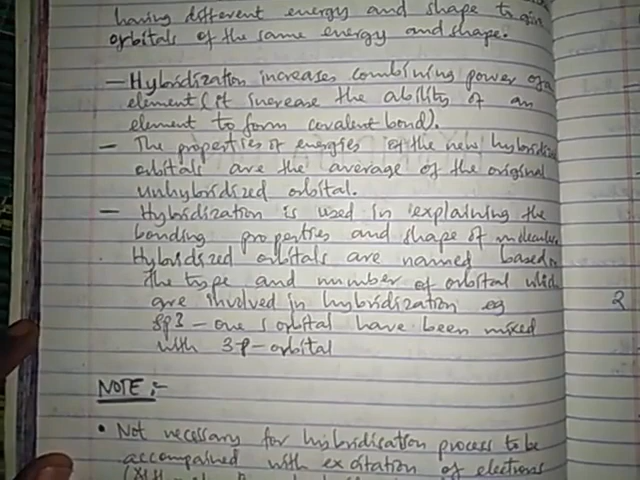 having different energy and shape to give
orbitals of the same energy and shape.
— Hybridization increases combining power of a
element (it increase the ability of an
element to form covalent bond).
— The properties of energies of the new hybridized
orbitals are the average of the original
unhybridized orbital.
— Hybridization is used in explaining the
bonding properties and shape of molecules
Hybridized orbitals are named based on
the type and number of orbital which
are involved in hybridization eg
Sp3 - one s orbital have been mixed
with 3p-orbital
2
NOTE:-
• Not necessary for hybridisation process to be
accompained with excitation of electrons